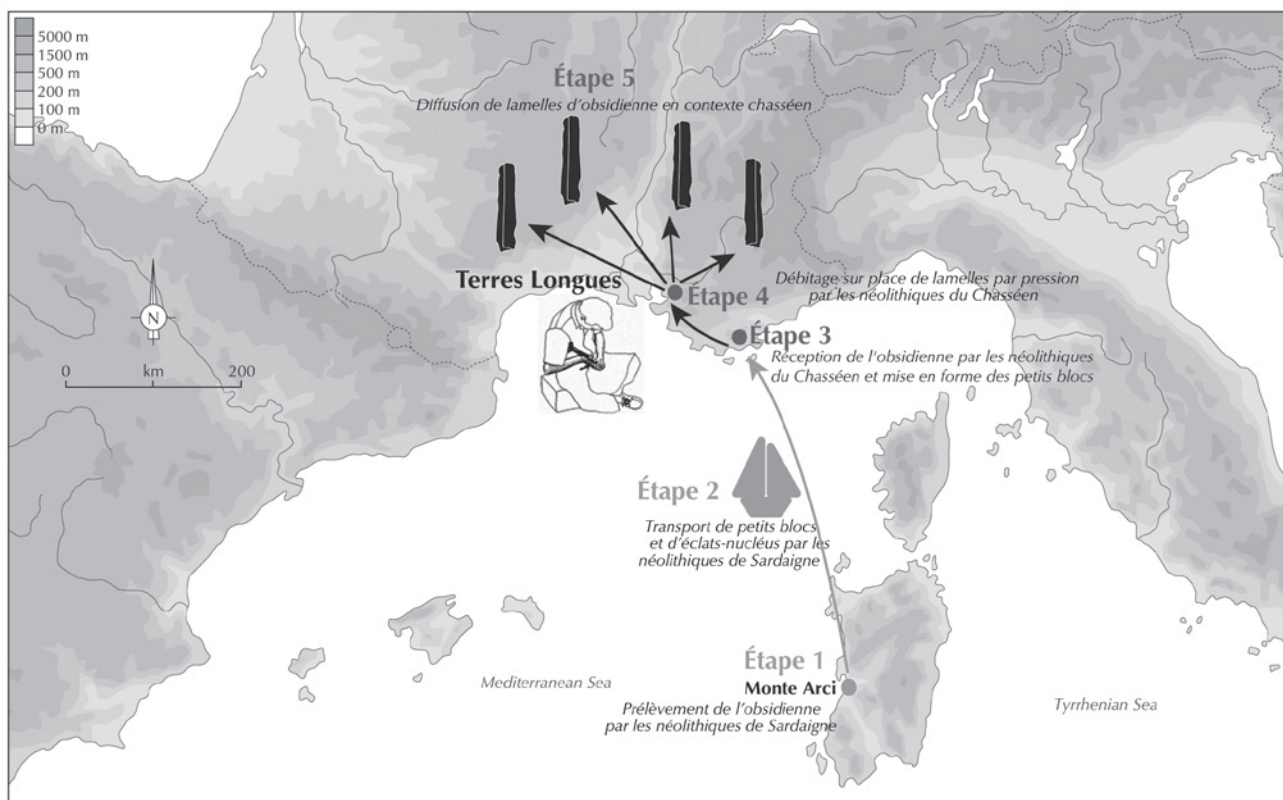 5000 m
1500 m
500 m
200 m
100 m
0 m
Étape 5
Diffusion de lamelles d'obsidienne en contexte chasséen
Terres Longues
Étape 4
Débitage sur place de lamelles par pression
par les néolithiques du Chasséen
Étape 3
Réception de l'obsidienne par les néolithiques
du Chasséen et mise en forme des petits blocs
N
0 km 200
Étape 2
Transport de petits blocs
et d'éclats-nucléus par les
néolithiques de Sardaigne
Étape 1
Monte Arci
Prélèvement de l'obsidienne
par les néolithiques de Sardaigne
Mediterranean Sea
Tyrrhenian Sea